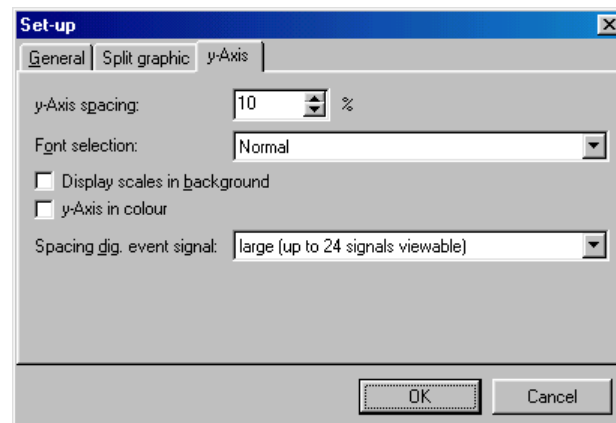 Set-up
General Split graphic y-Axis
y-Axis spacing: 10 %
Font selection: Normal
Display scales in background
y-Axis in colour
Spacing dig. event signal: large (up to 24 signals viewable)
OK Cancel